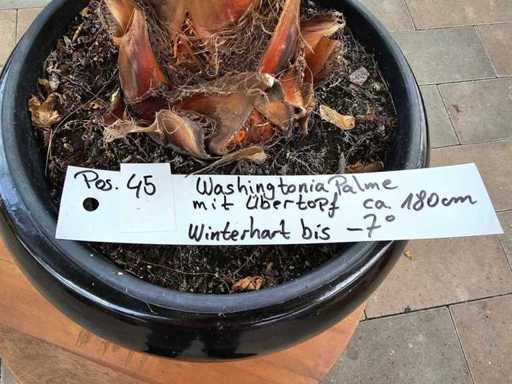 Pos. 45 Washingtonia Palme
mit Übertopf ca. 180cm
Winterhart bis -7°